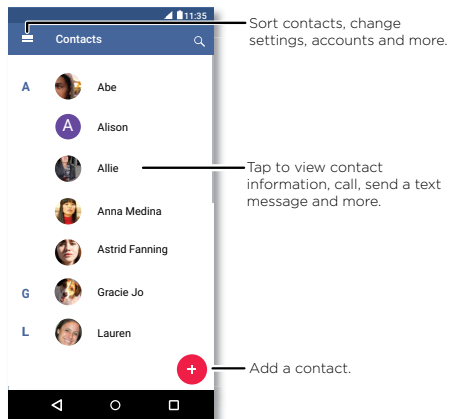 11:35
Contacts
Sort contacts, change
settings, accounts and more.
A
Abe
A
Alison
Allie
Tap to view contact
information, call, send a text
message and more.
Anna Medina
Astrid Fanning
G
Gracie Jo
L
Lauren
+
Add a contact.